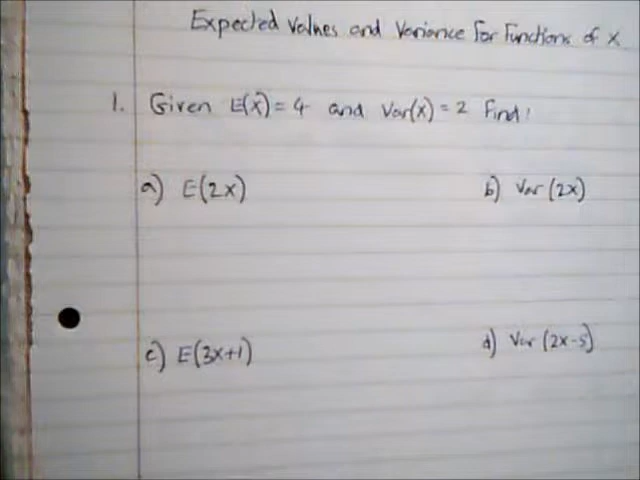 Expected Values and Variance For Functions of x
1. Given E(x) = 4 and Var(x) = 2 Find:
a) E(2x)
b) Var (2x)
c) E(3x+1)
d) Var (2x-5)